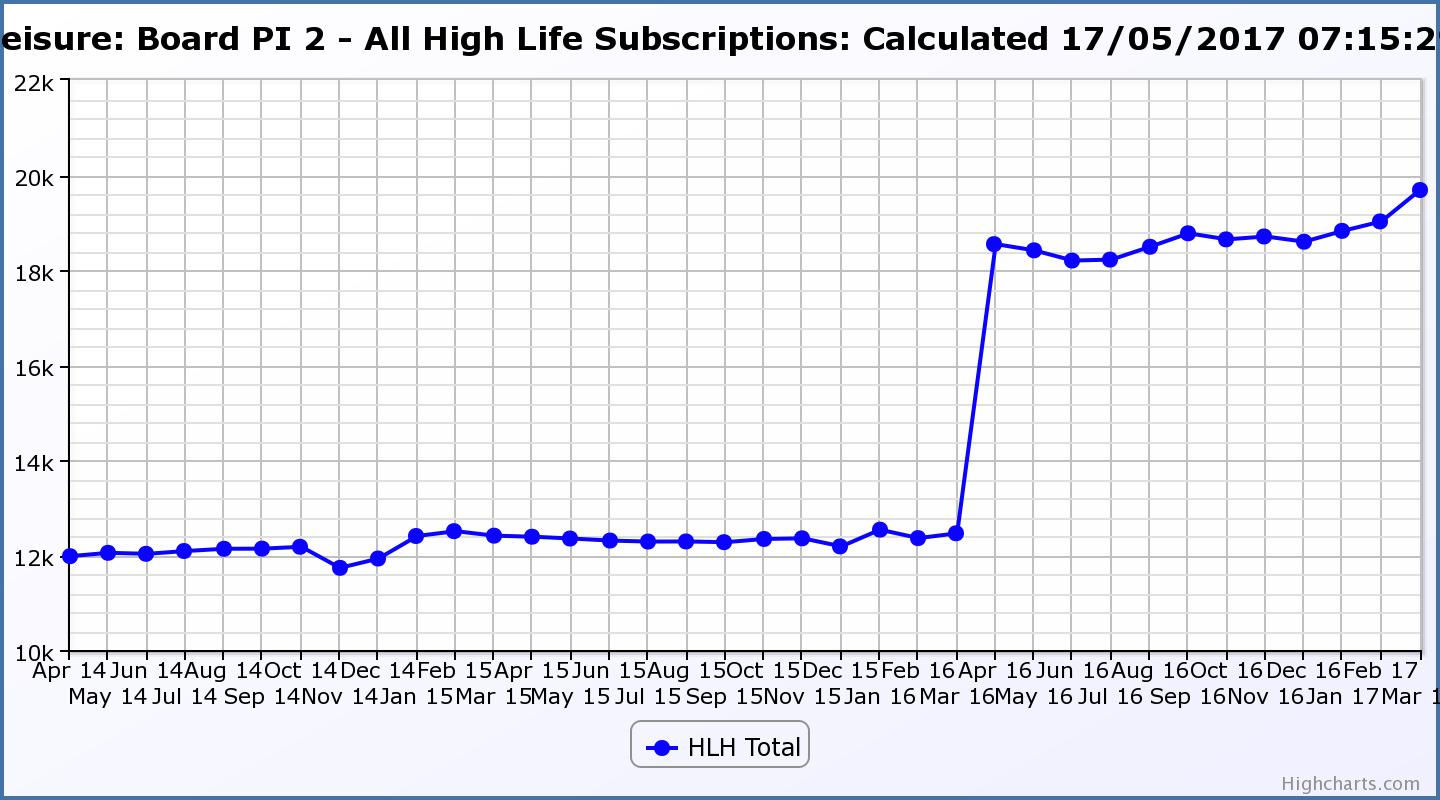 eisure: Board PI 2 – All High Life Subscriptions: Calculated 17/05/2017 07:15:2
22k
20k
18k
16k
14k
12k
10k
Apr 14 Jun 14 Aug 14 Oct 14 Dec 14 Feb 15 Apr 15 Jun 15 Aug 15 Oct 15 Dec 15 Feb 16 Apr 16 Jun 16 Aug 16 Oct 16 Dec 16 Feb 17
May 14 Jul 14 Sep 14 Nov 14 Jan 15 Mar 15 May 15 Jul 15 Sep 15 Nov 15 Jan 16 Mar 16 May 16 Jul 16 Sep 16 Nov 16 Jan 17 Mar 1
HLH Total
Highcharts.com